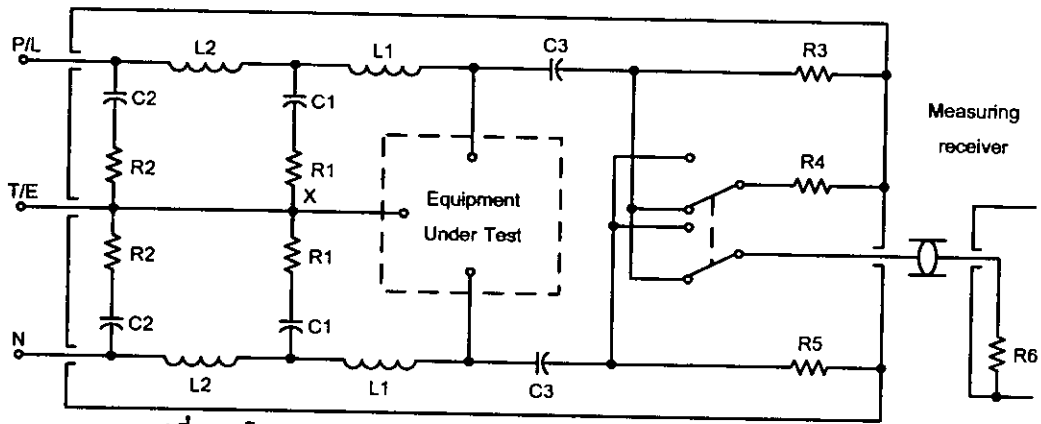 P/L
L2
L1
C3
R3
C2
C1
Measuring
receiver
R2
R1
R4
T/E
X
Equipment
Under Test
R2
R1
C2
C1
N
R5
R6
L2
L1
C3